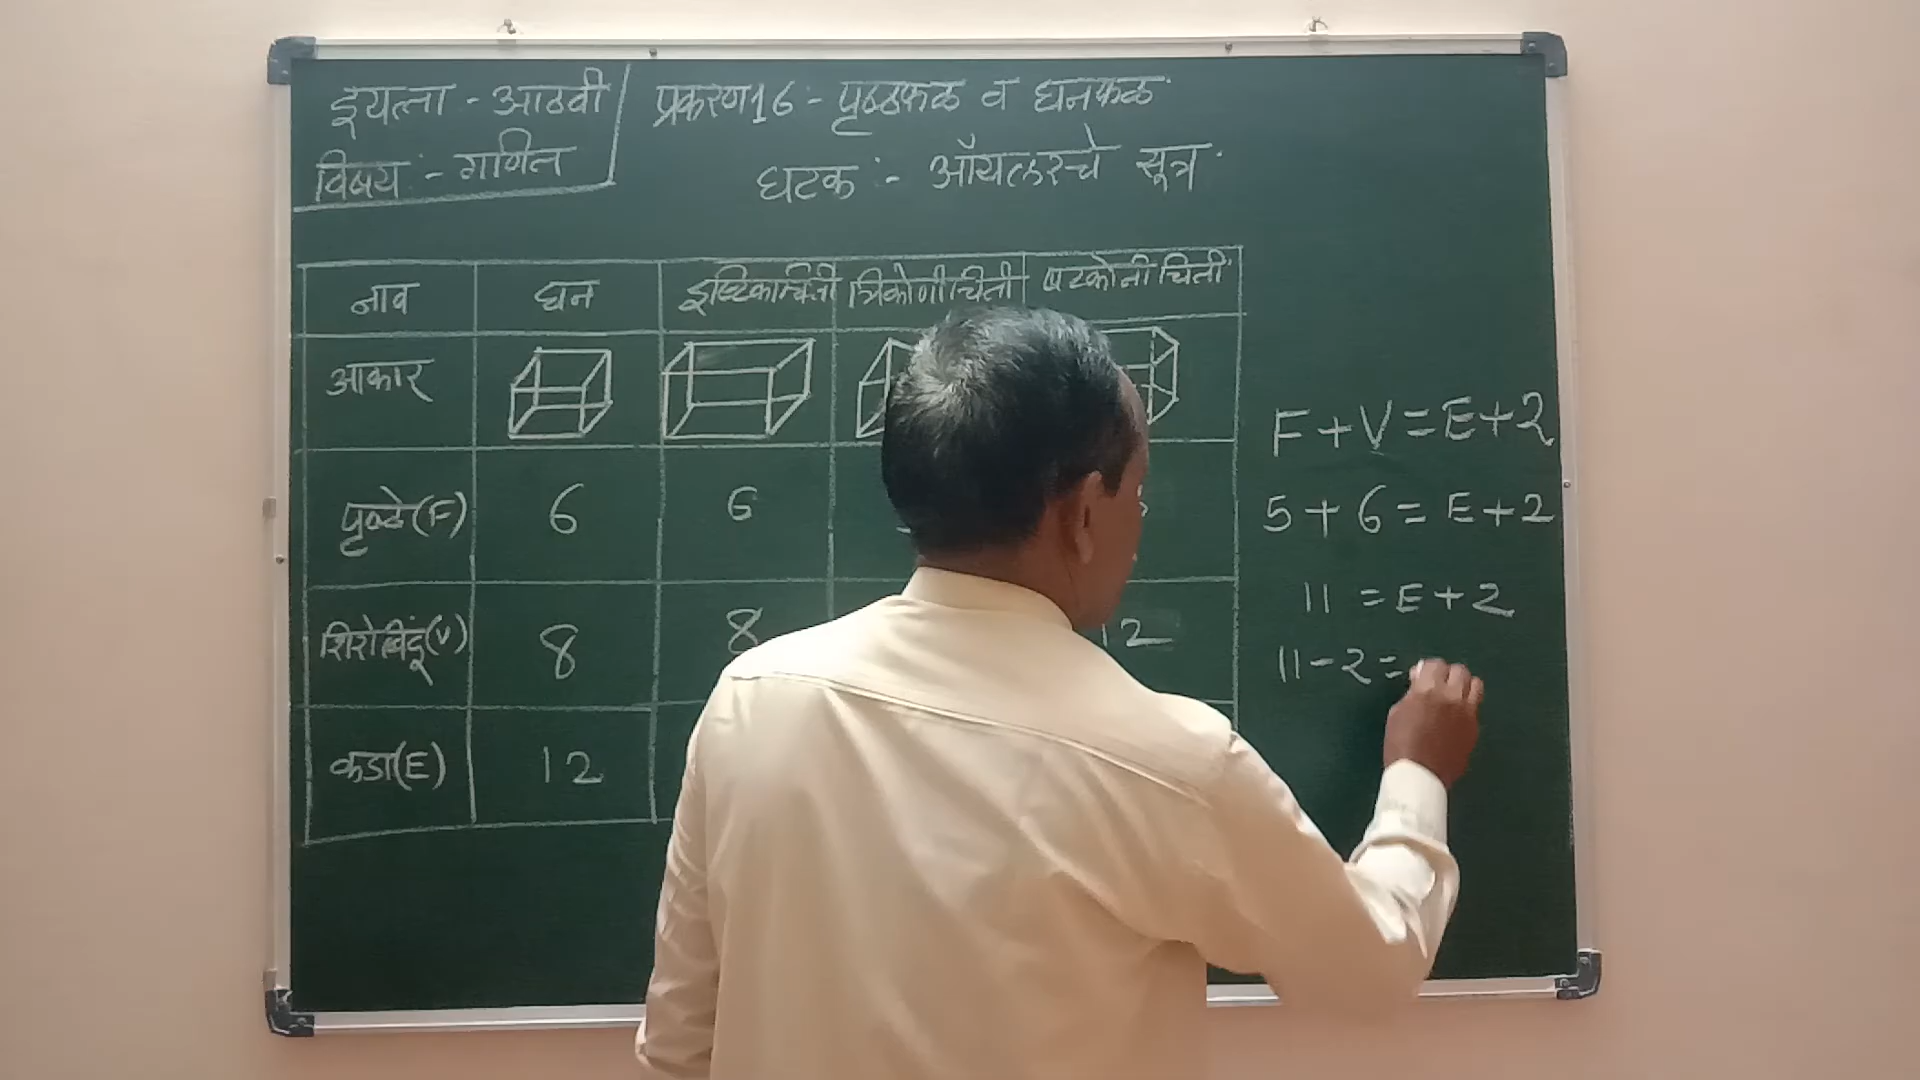 इयत्ता - आठवी
विषय :- गणित
प्रकरण 16 - पृष्ठफळ व घनफळ.
घटक :- ऑयलरचे सूत्र.
नाव घन इष्टिकाचिती त्रिकोणी चिती षटकोनी चिती
आकार
पृष्ठे (F) 6 6
शिरोबिंदू (V) 8 8 12
कडा (E) 12
F + V = E + 2
5 + 6 = E + 2
11 = E + 2
11 - 2 =